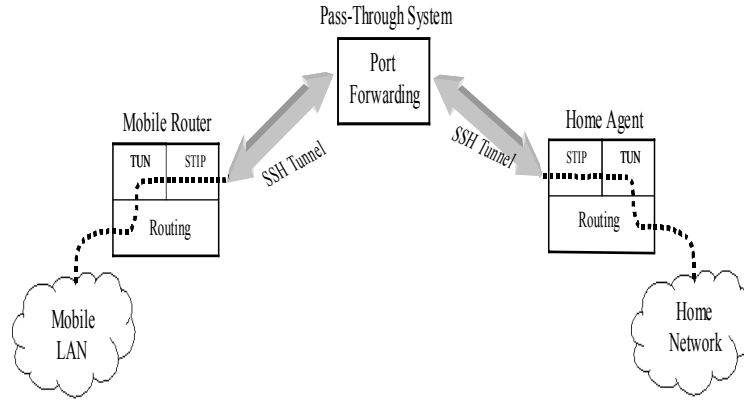 Pass-Through System
Port
Forwarding
Mobile Router
TUN
STIP
Routing
SSH Tunnel
SSH Tunnel
Home Agent
STIP
TUN
Routing
Mobile
LAN
Home
Network